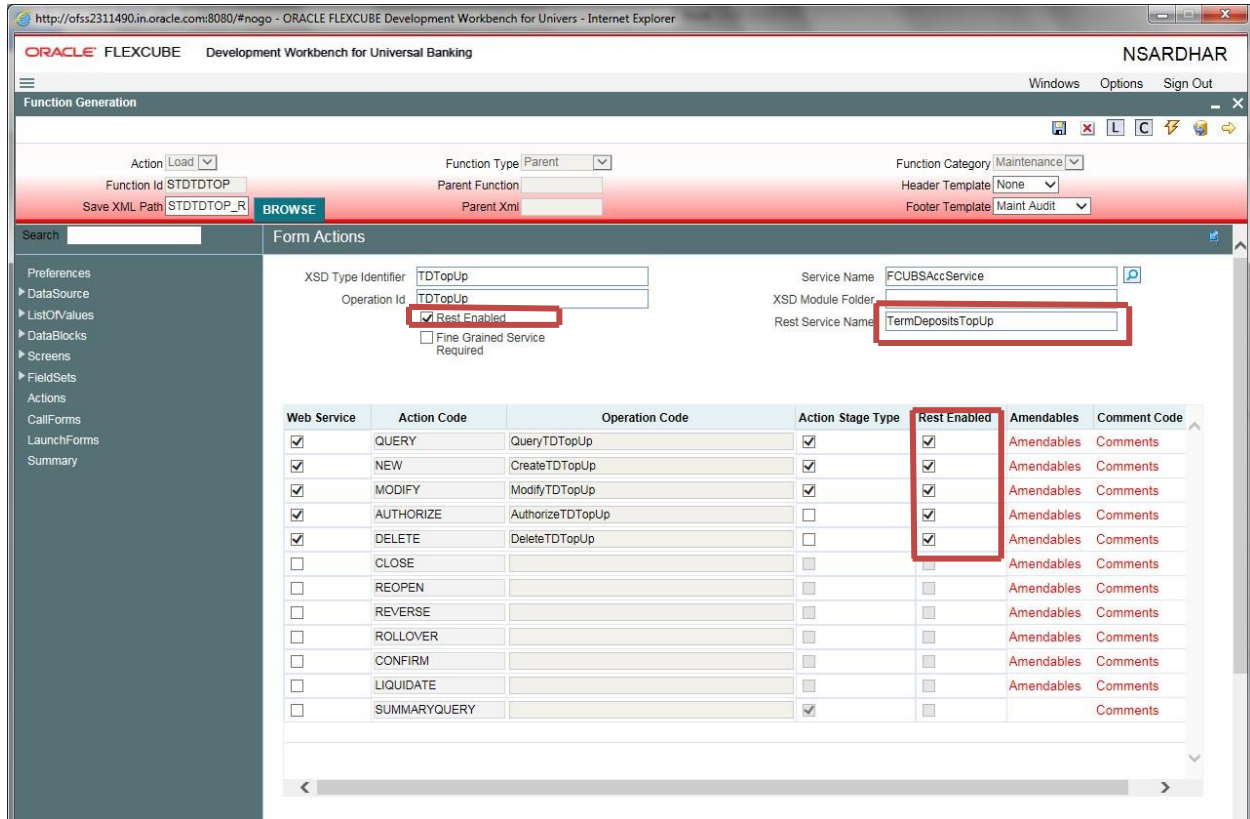 http://ofss2311490.in.oracle.com:8080/#nogo - ORACLE FLEXCUBE Development Workbench for Univers - Internet Explorer
ORACLE FLEXCUBE Development Workbench for Universal Banking NSARDHAR
Windows Options Sign Out
Function Generation
L C
Action Load Function Type Parent Function Category Maintenance
Function Id STDTDTOP Parent Function Header Template None
Save XML Path STDTDTOP_R BROWSE Parent Xml Footer Template Maint Audit
Search Form Actions
Preferences
DataSource
ListOfValues
DataBlocks
Screens
FieldSets
Actions
CallForms
LaunchForms
Summary
XSD Type Identifier TDTopUp Service Name FCUBSAccService
Operation Id TDTopUp XSD Module Folder
Rest Enabled Rest Service Name TermDepositsTopUp
Fine Grained Service
Required
Web Service Action Code Operation Code Action Stage Type Rest Enabled Amendables Comment Code
QUERY QueryTDTopUp Amendables Comments
NEW CreateTDTopUp Amendables Comments
MODIFY ModifyTDTopUp Amendables Comments
AUTHORIZE AuthorizeTDTopUp Amendables Comments
DELETE DeleteTDTopUp Amendables Comments
CLOSE Amendables Comments
REOPEN Amendables Comments
REVERSE Amendables Comments
ROLLOVER Amendables Comments
CONFIRM Amendables Comments
LIQUIDATE Amendables Comments
SUMMARYQUERY Comments